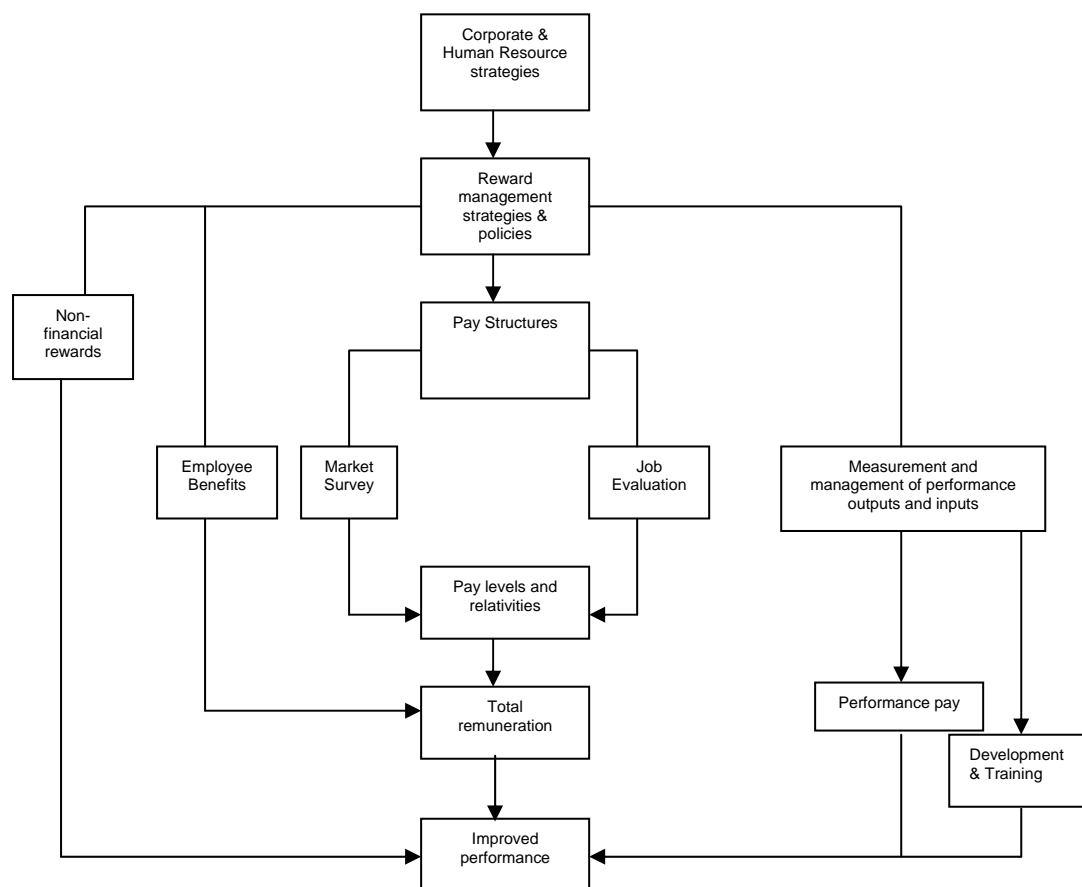 Corporate &
Human Resource
strategies
Reward
management
strategies &
policies
Non-
financial
rewards
Pay Structures
Employee
Benefits
Market
Survey
Job
Evaluation
Measurement and
management of performance
outputs and inputs
Pay levels and
relativities
Total
remuneration
Performance pay
Development
& Training
Improved
performance